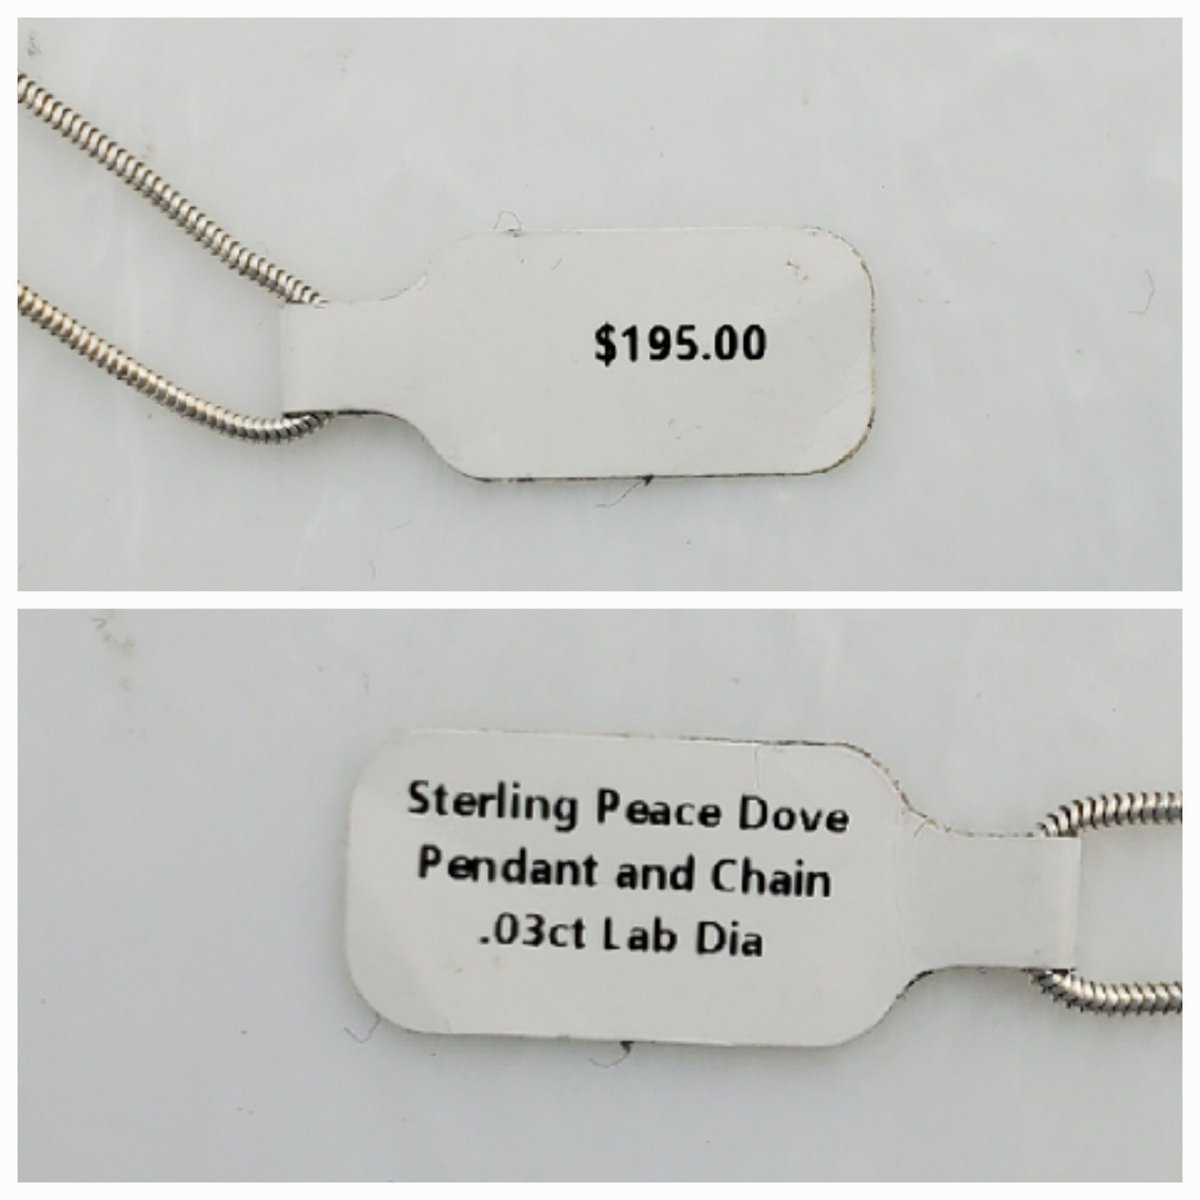 $195.00
Sterling Peace Dove
Pendant and Chain
.03ct Lab Dia